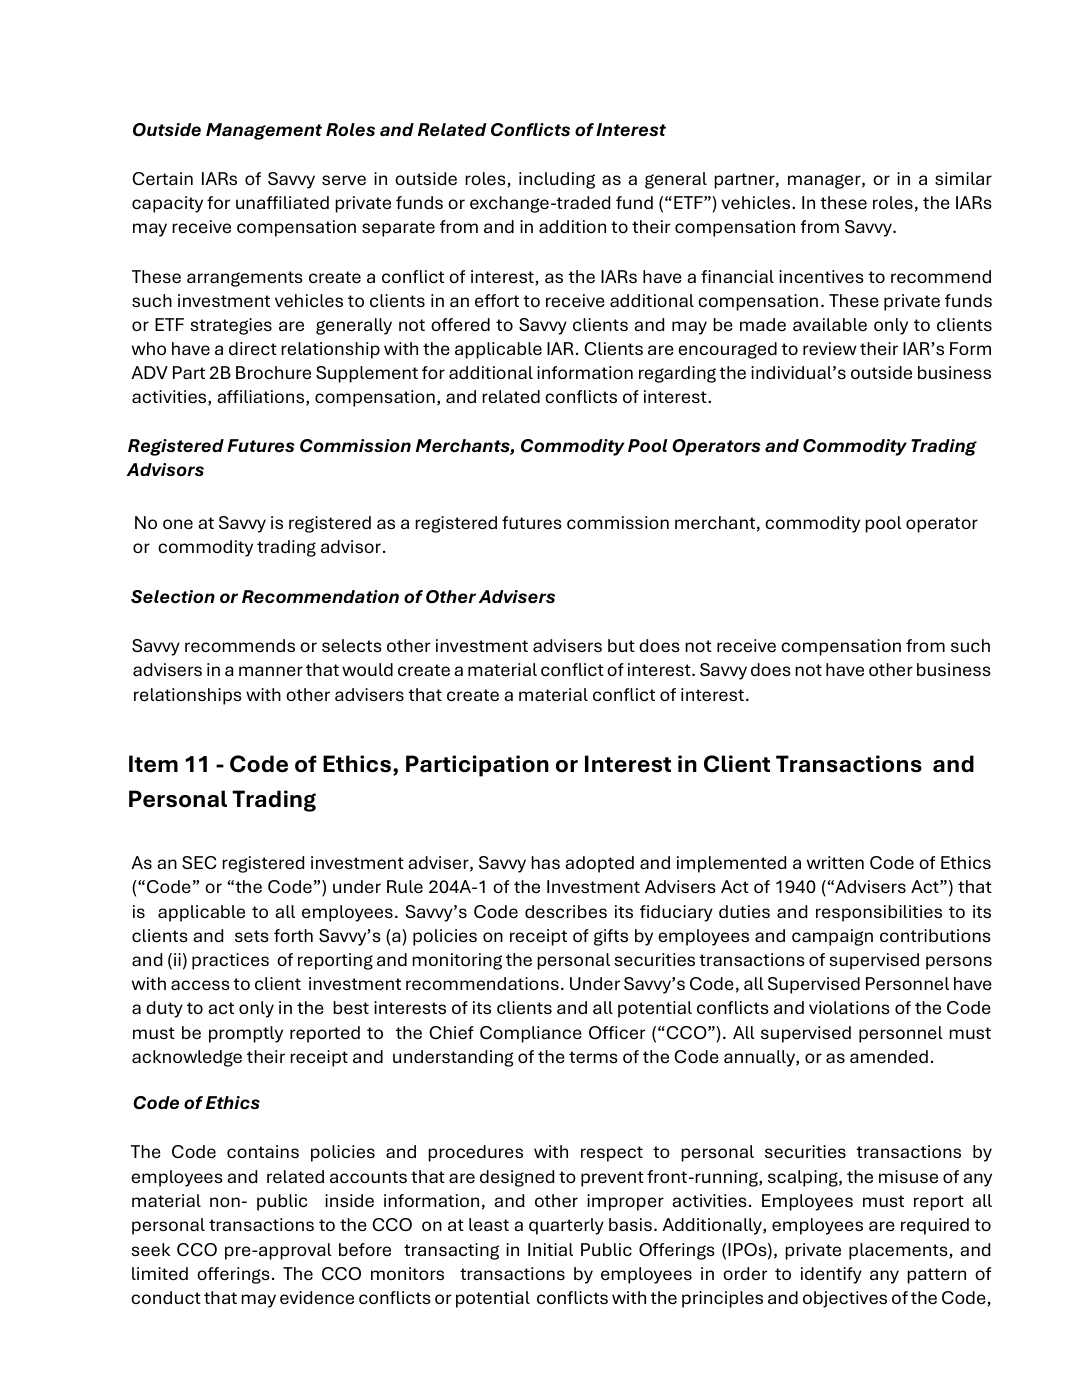 Outside Management Roles and Related Conflicts of Interest
Certain IARs of Savvy serve in outside roles, including as a general partner, manager, or in a similar
capacity for unaffiliated private funds or exchange-traded fund (“ETF”) vehicles. In these roles, the IARs
may receive compensation separate from and in addition to their compensation from Savvy.
These arrangements create a conflict of interest, as the IARs have a financial incentives to recommend
such investment vehicles to clients in an effort to receive additional compensation. These private funds
or ETF strategies are generally not offered to Savvy clients and may be made available only to clients
who have a direct relationship with the applicable IAR. Clients are encouraged to review their IAR’s Form
ADV Part 2B Brochure Supplement for additional information regarding the individual’s outside business
activities, affiliations, compensation, and related conflicts of interest.
Registered Futures Commission Merchants, Commodity Pool Operators and Commodity Trading
Advisors
No one at Savvy is registered as a registered futures commission merchant, commodity pool operator
or commodity trading advisor.
Selection or Recommendation of Other Advisers
Savvy recommends or selects other investment advisers but does not receive compensation from such
advisers in a manner that would create a material conflict of interest. Savvy does not have other business
relationships with other advisers that create a material conflict of interest.
Item 11 - Code of Ethics, Participation or Interest in Client Transactions and
Personal Trading
As an SEC registered investment adviser, Savvy has adopted and implemented a written Code of Ethics
(“Code” or “the Code”) under Rule 204A-1 of the Investment Advisers Act of 1940 (“Advisers Act”) that
is applicable to all employees. Savvy’s Code describes its fiduciary duties and responsibilities to its
clients and sets forth Savvy’s (a) policies on receipt of gifts by employees and campaign contributions
and (ii) practices of reporting and monitoring the personal securities transactions of supervised persons
with access to client investment recommendations. Under Savvy’s Code, all Supervised Personnel have
a duty to act only in the best interests of its clients and all potential conflicts and violations of the Code
must be promptly reported to the Chief Compliance Officer (“CCO”). All supervised personnel must
acknowledge their receipt and understanding of the terms of the Code annually, or as amended.
Code of Ethics
The Code contains policies and procedures with respect to personal securities transactions by
employees and related accounts that are designed to prevent front-running, scalping, the misuse of any
material non- public inside information, and other improper activities. Employees must report all
personal transactions to the CCO on at least a quarterly basis. Additionally, employees are required to
seek CCO pre-approval before transacting in Initial Public Offerings (IPOs), private placements, and
limited offerings. The CCO monitors transactions by employees in order to identify any pattern of
conduct that may evidence conflicts or potential conflicts with the principles and objectives of the Code,